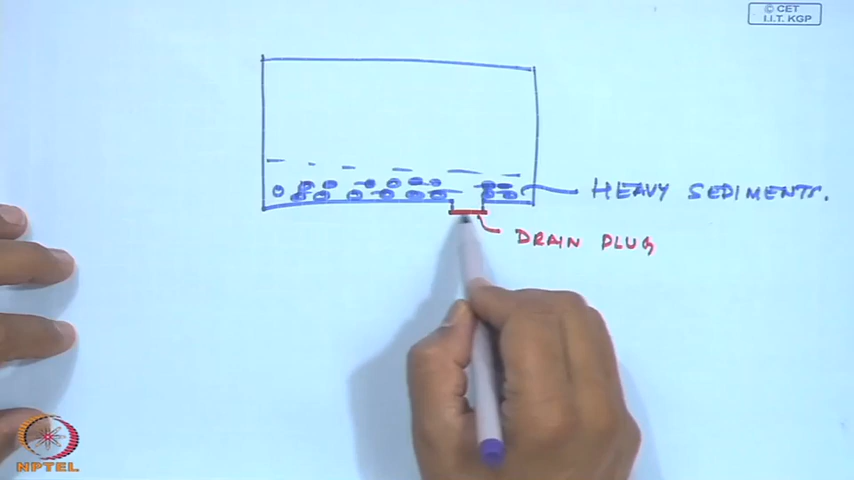 © CET
I.I.T. KGP
HEAVY SEDIMENTS.
DRAIN PLUG
NPTEL